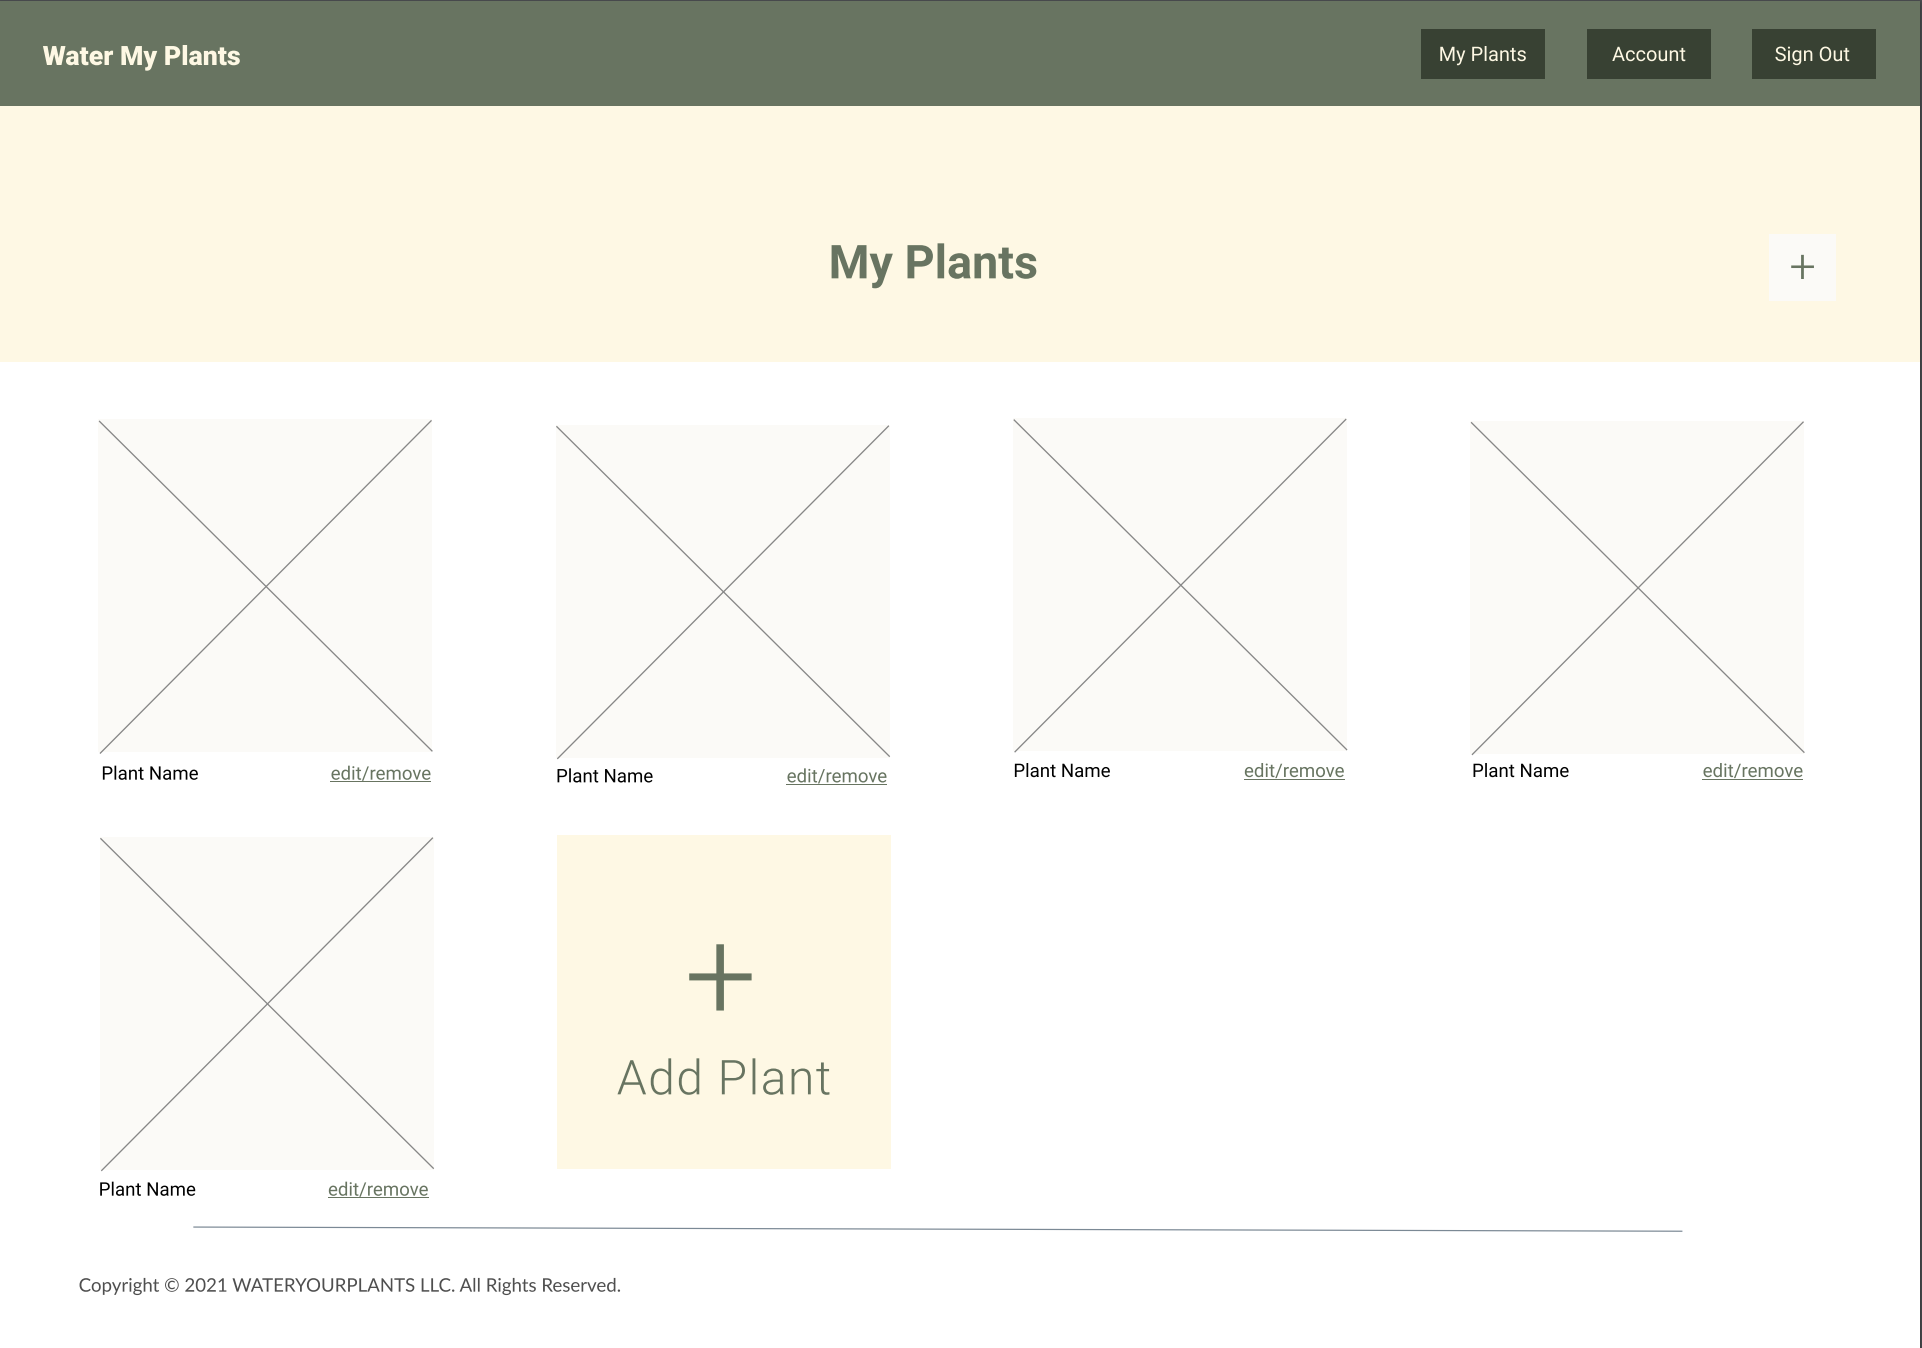 Water My Plants
My Plants
Account
Sign Out
My Plants
+
Plant Name
edit/remove
Plant Name
edit/remove
Plant Name
edit/remove
Plant Name
edit/remove
Plant Name
edit/remove
+
Add Plant
Copyright © 2021 WATERYOURPLANTS LLC. All Rights Reserved.